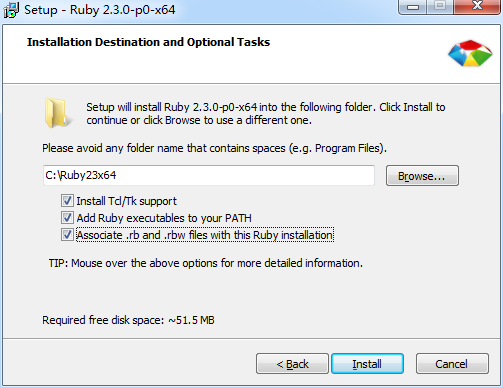 Setup - Ruby 2.3.0-p0-x64
Installation Destination and Optional Tasks
Setup will install Ruby 2.3.0-p0-x64 into the following folder. Click Install to
continue or click Browse to use a different one.
Please avoid any folder name that contains spaces (e.g. Program Files).
C:\Ruby23x64
Browse...
Install Tcl/Tk support
Add Ruby executables to your PATH
Associate .rb and .rbw files with this Ruby installation
TIP: Mouse over the above options for more detailed information.
Required free disk space: ~51.5 MB
< Back
Install
Cancel